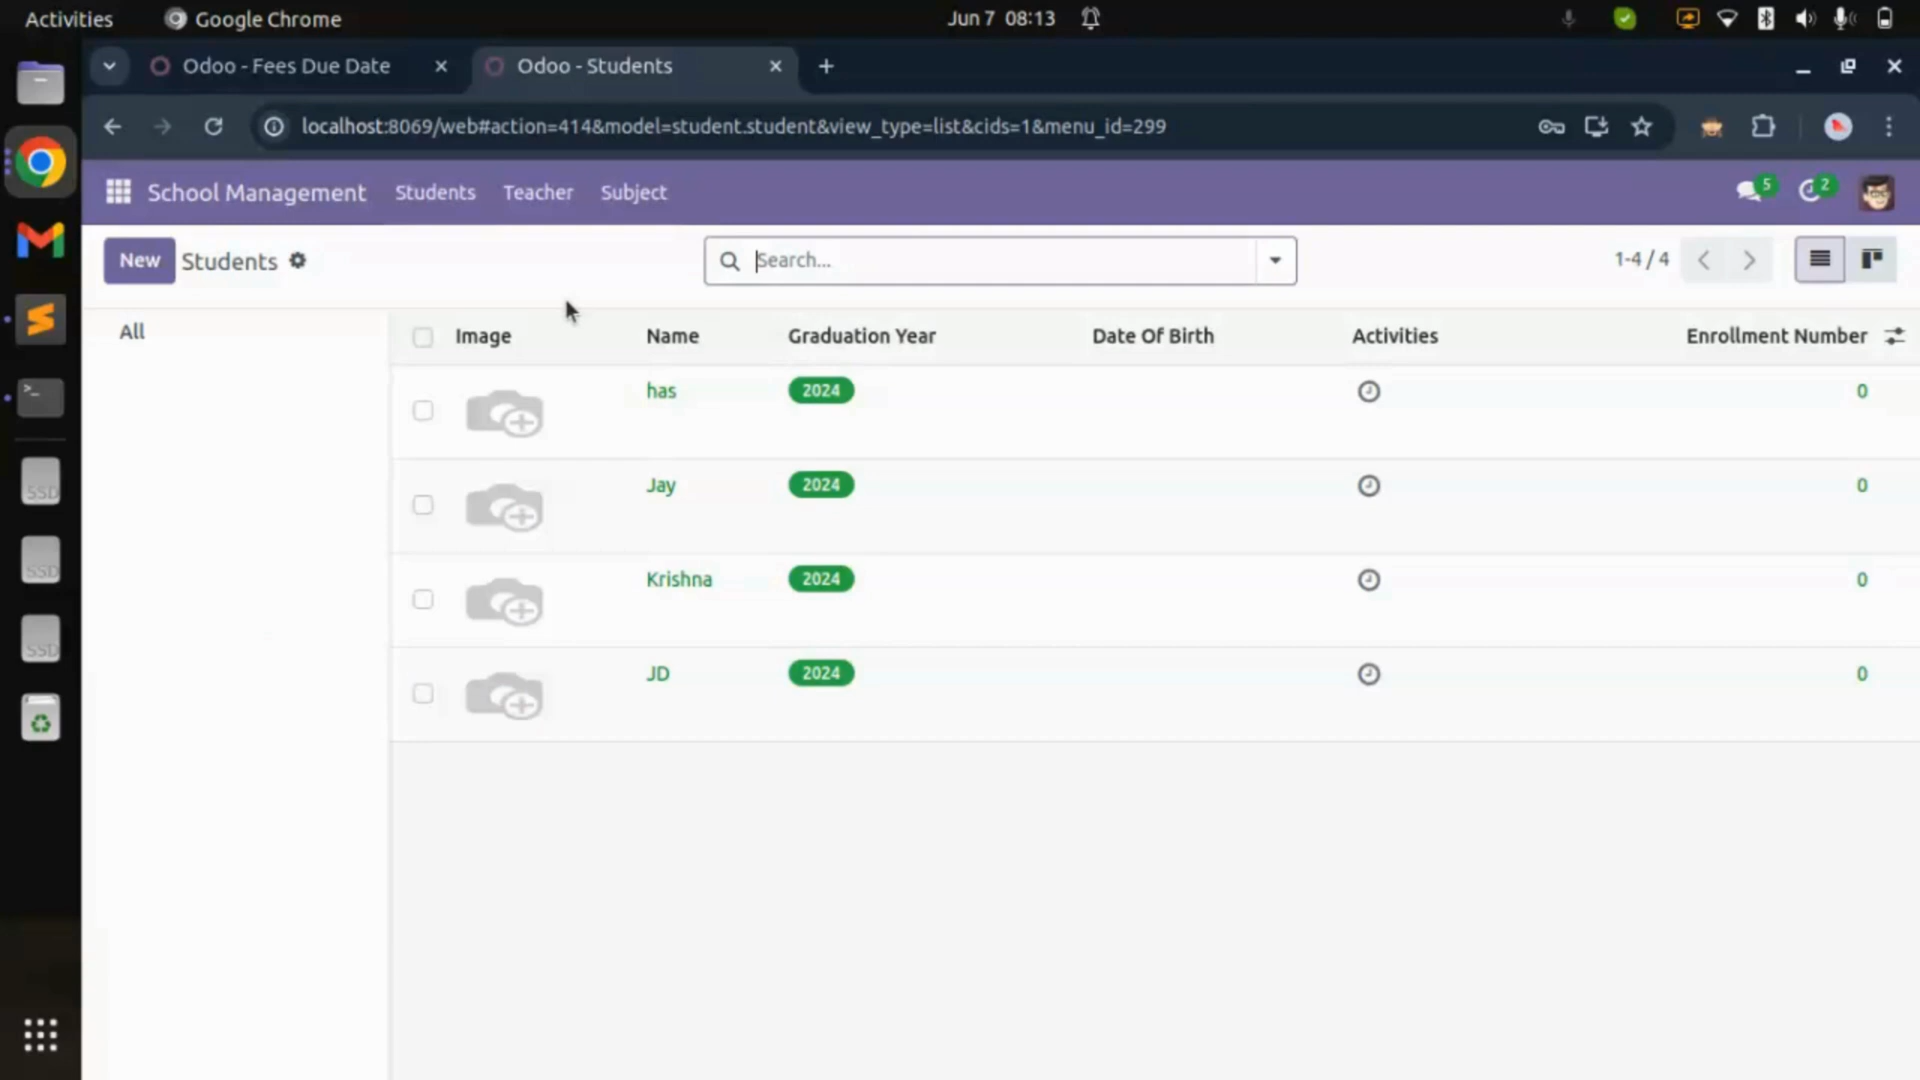 Activities Google Chrome Jun 7 08:13
Odoo - Fees Due Date Odoo - Students
localhost:8069/web#action=414&model=student.student&view_type=list&cids=1&menu_id=299
School Management Students Teacher Subject 5 2
New Students Search... 1-4 / 4
All
Image Name Graduation Year Date Of Birth Activities Enrollment Number
has 2024 0
Jay 2024 0
Krishna 2024 0
JD 2024 0
SSD
SSD
SSD